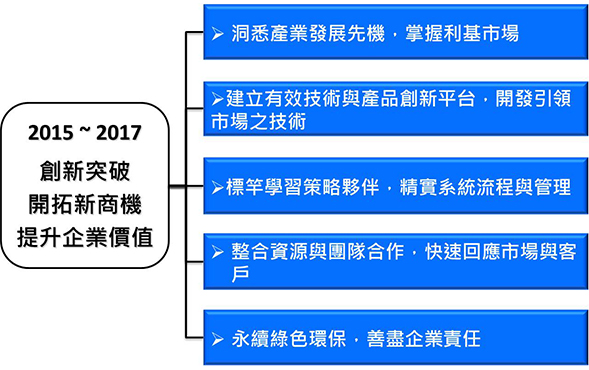 2015 ~ 2017
創新突破
開拓新商機
提升企業價值
➢ 洞悉產業發展先機，掌握利基市場
➢建立有效技術與產品創新平台，開發引領
市場之技術
➢標竿學習策略夥伴，精實系統流程與管理
➢ 整合資源與團隊合作，快速回應市場與客
戶
➢ 永續綠色環保，善盡企業責任